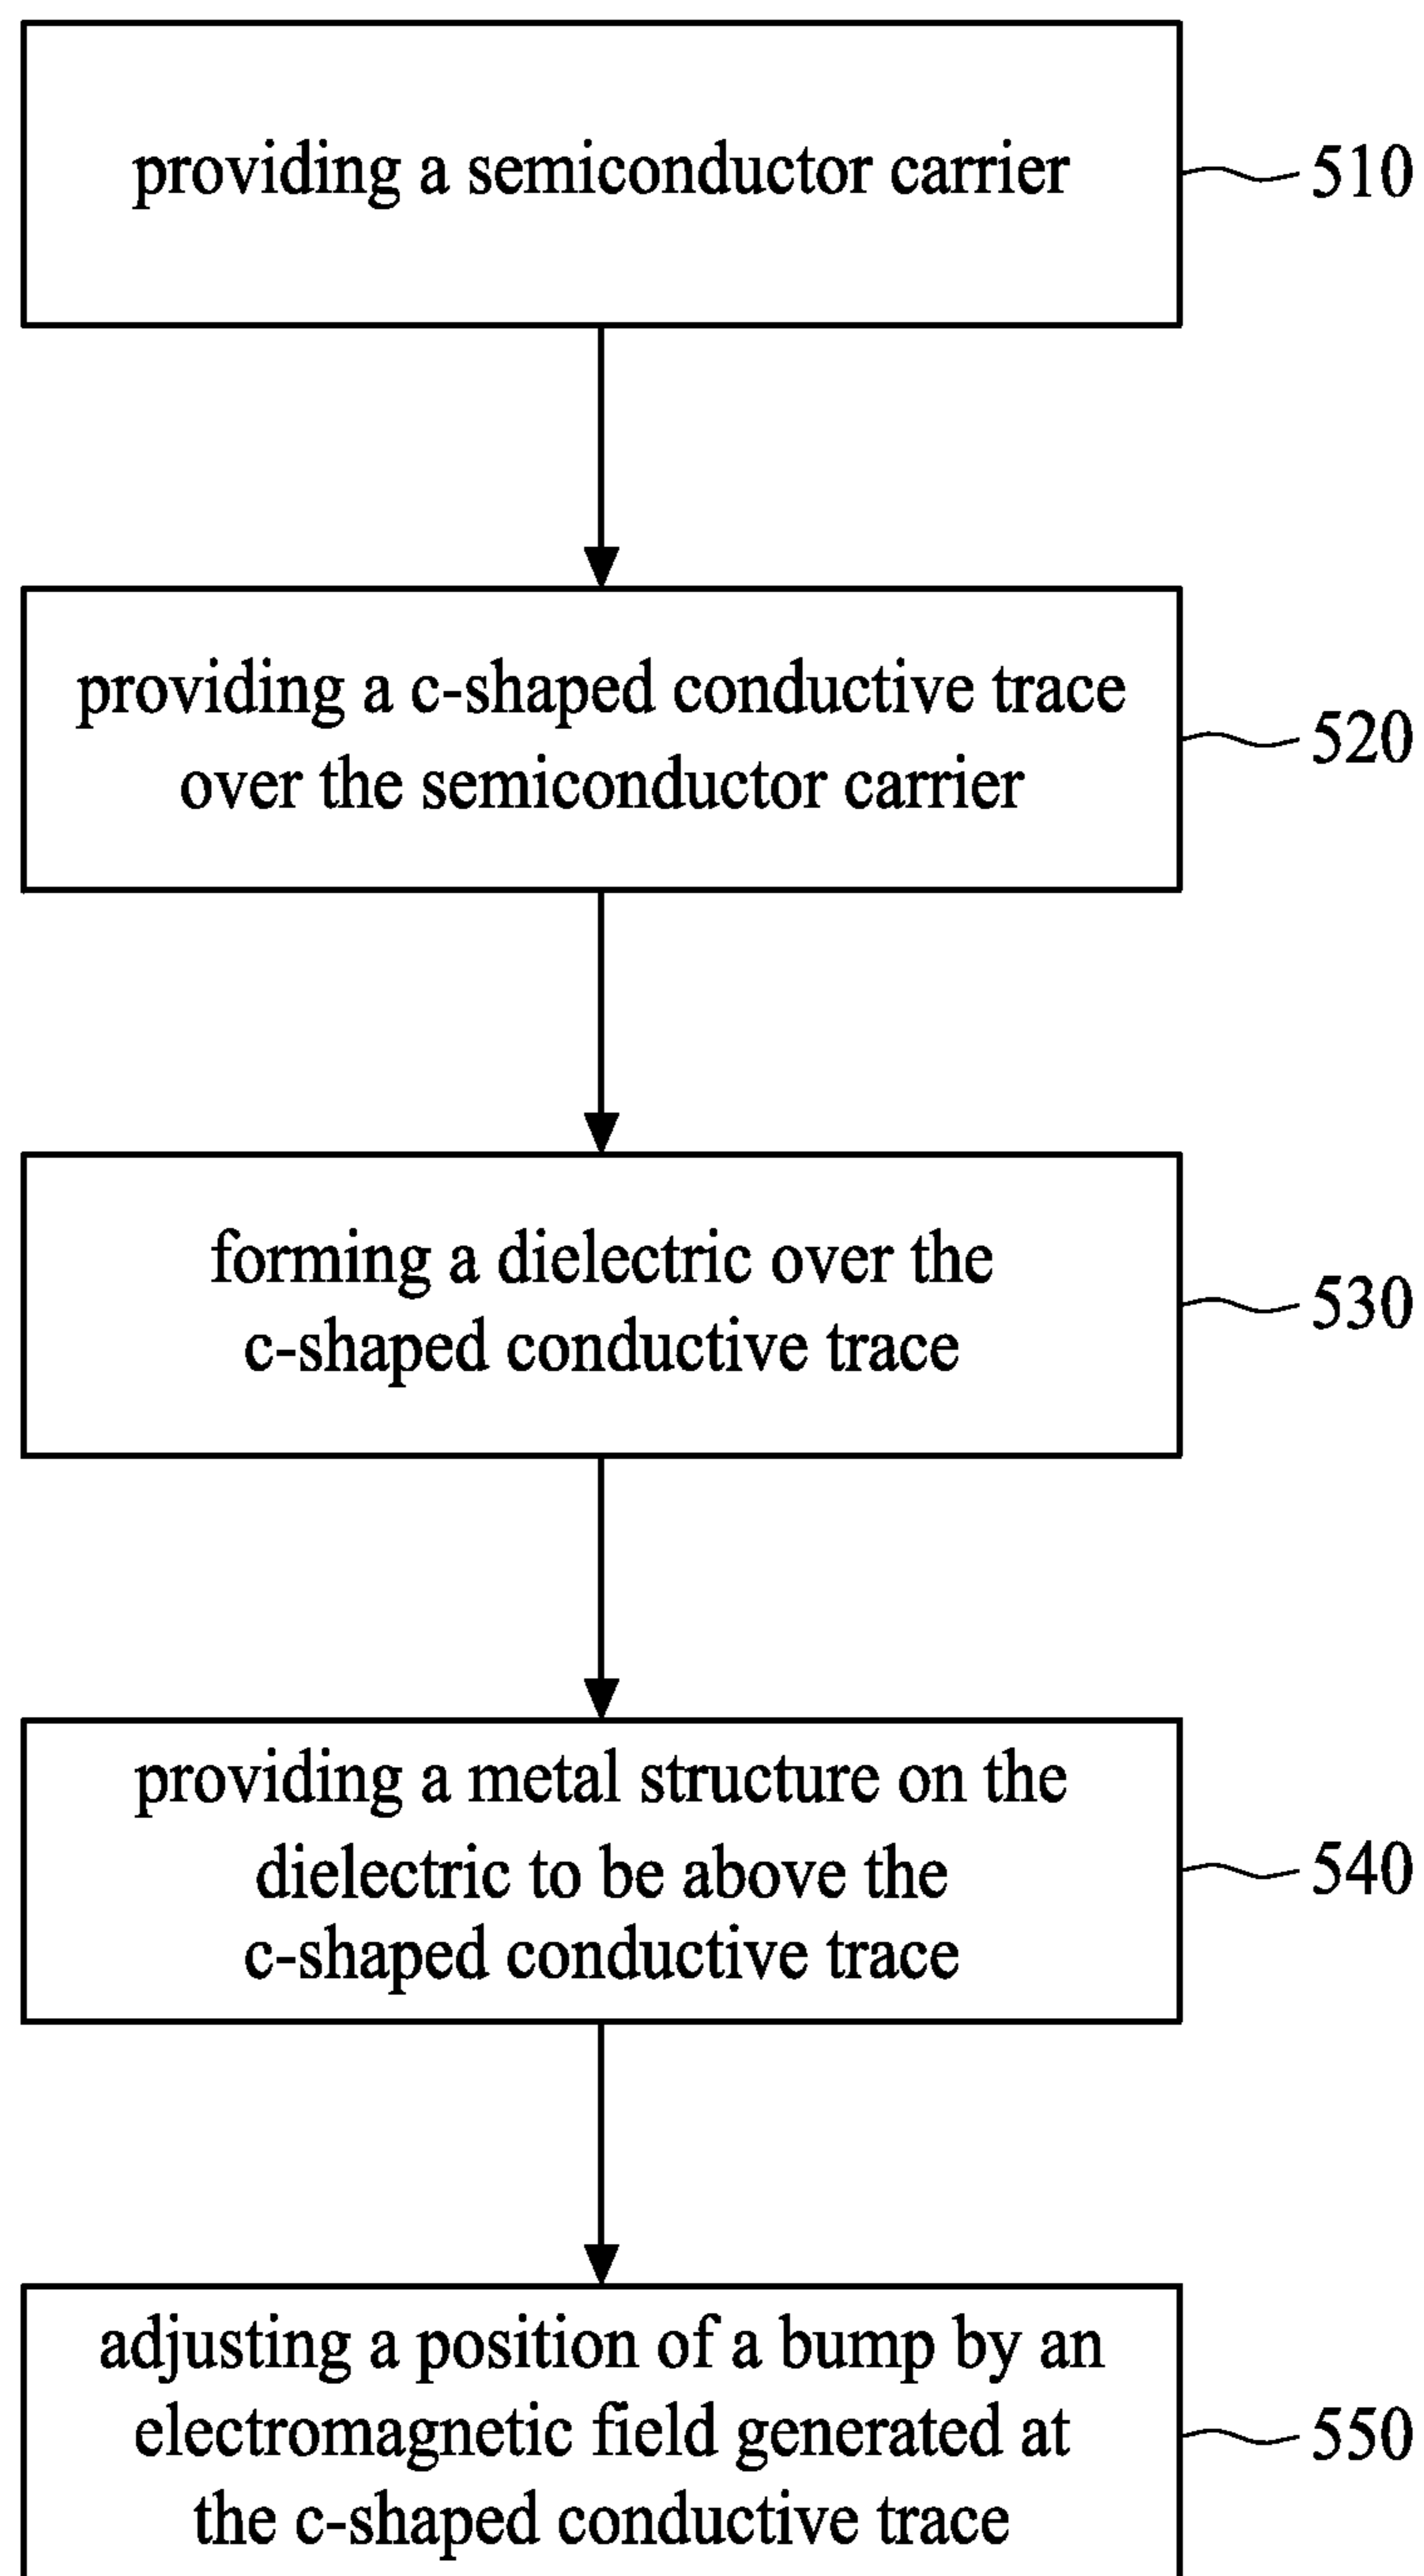 providing a semiconductor carrier
510
providing a c-shaped conductive trace
over the semiconductor carrier
520
forming a dielectric over the
c-shaped conductive trace
530
providing a metal structure on the
dielectric to be above the
c-shaped conductive trace
540
adjusting a position of a bump by an
electromagnetic field generated at
the c-shaped conductive trace
550